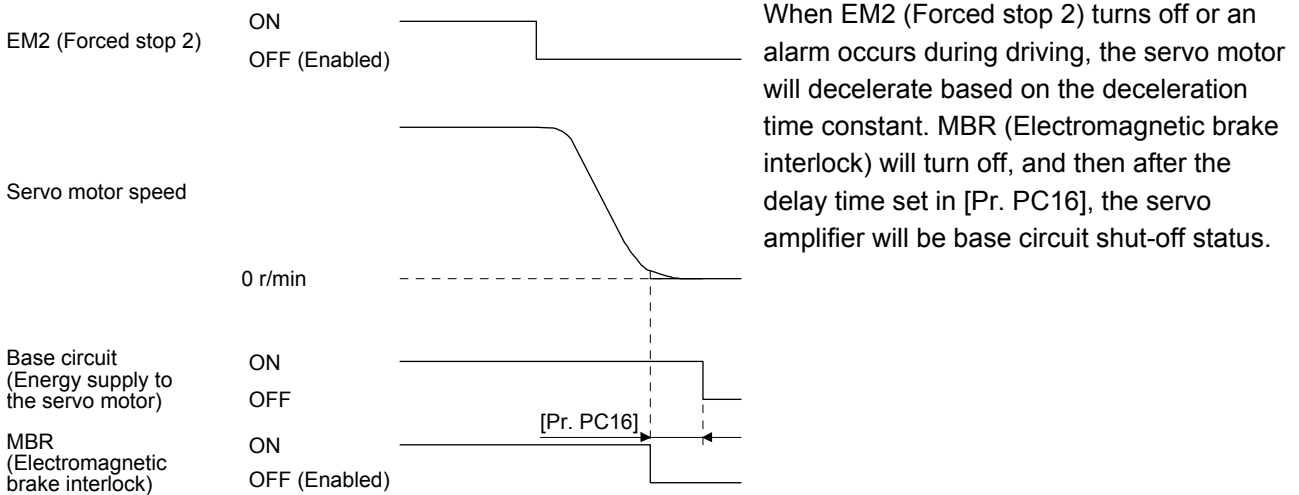 EM2 (Forced stop 2)
ON
OFF (Enabled)
Servo motor speed
0 r/min
Base circuit
(Energy supply to
the servo motor)
ON
OFF
[Pr. PC16]
MBR
(Electromagnetic
brake interlock)
ON
OFF (Enabled)
When EM2 (Forced stop 2) turns off or an
alarm occurs during driving, the servo motor
will decelerate based on the deceleration
time constant. MBR (Electromagnetic brake
interlock) will turn off, and then after the
delay time set in [Pr. PC16], the servo
amplifier will be base circuit shut-off status.